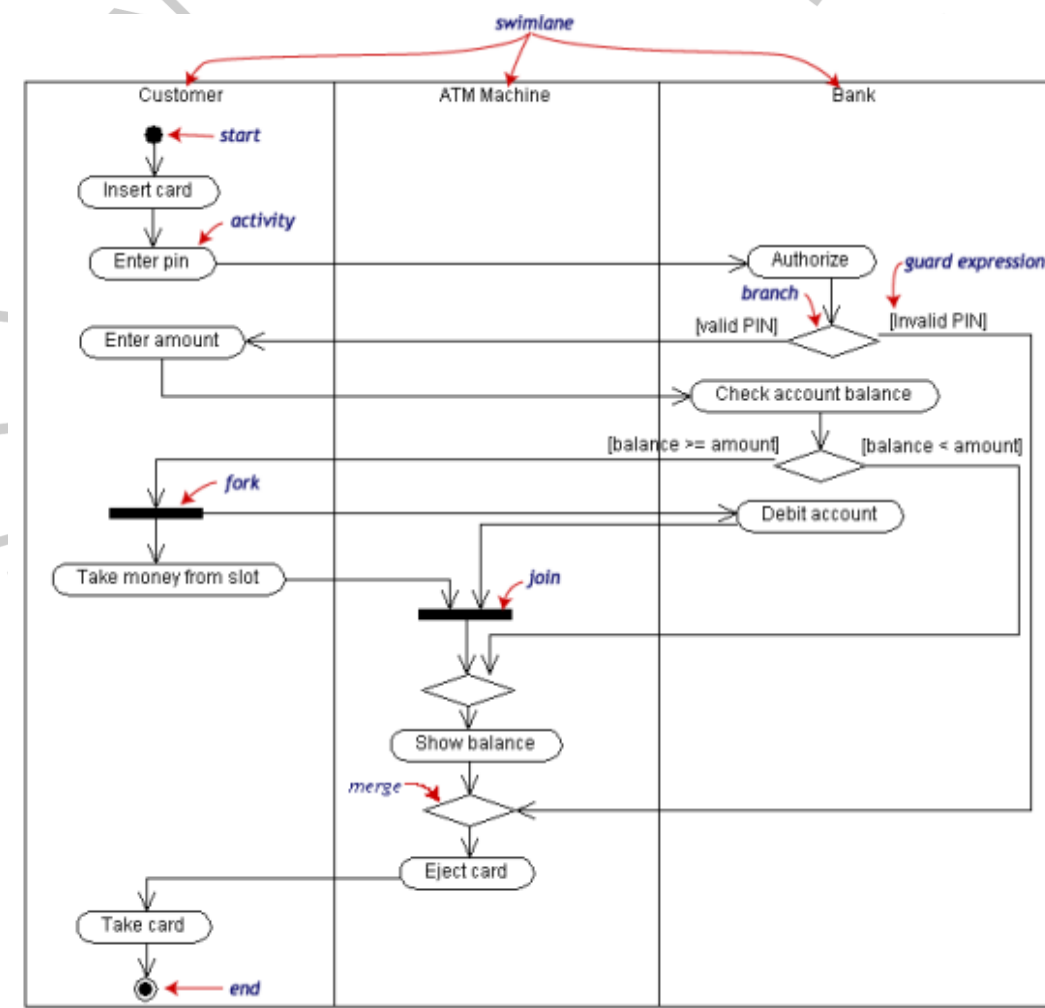 swimlane
Customer
ATM Machine
Bank
start
Insert card
activity
Enter pin
Authorize
guard expression
branch
[valid PIN]
[Invalid PIN]
Enter amount
Check account balance
[balance >= amount]
[balance < amount]
fork
Debit account
Take money from slot
join
Show balance
merge
Eject card
Take card
end